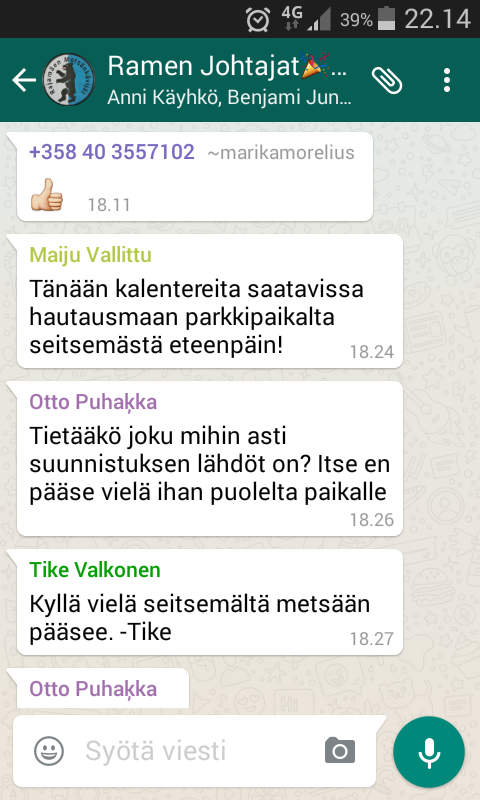 4G 39% 22.14
Ramen Johtajat🎉...
Anni Käyhkö, Benjami Jun...
+358 40 3557102 ~marikamorelius
👍🏻 18.11
Maiju Vallittu
Tänään kalentereita saatavissa
hautausmaan parkkipaikalta
seitsemästä eteenpäin!
18.24
Otto Puhaķka
Tietääkö joku mihin asti
suunnistuksen lähdöt on? Itse en
pääse vielä ihan puolelta paikalle
18.26
Tike Valkonen
Kyllä vielä seitsemältä metsään
pääsee. -Tike
18.27
Otto Puhaķka
Syötä viesti